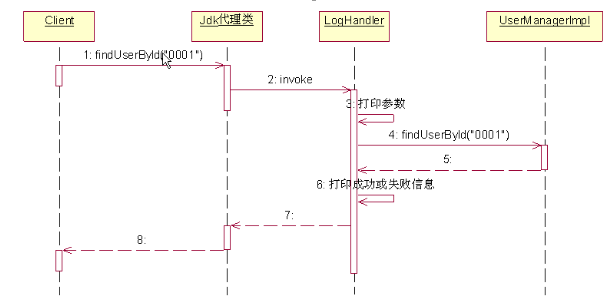 Client
Jdk代理类
LogHandler
UserManagerImpl
1: findUserById("0001")
2: invoke
3: 打印参数
4: findUserById("0001")
5:
6: 打印成功或失败信息
7:
8: